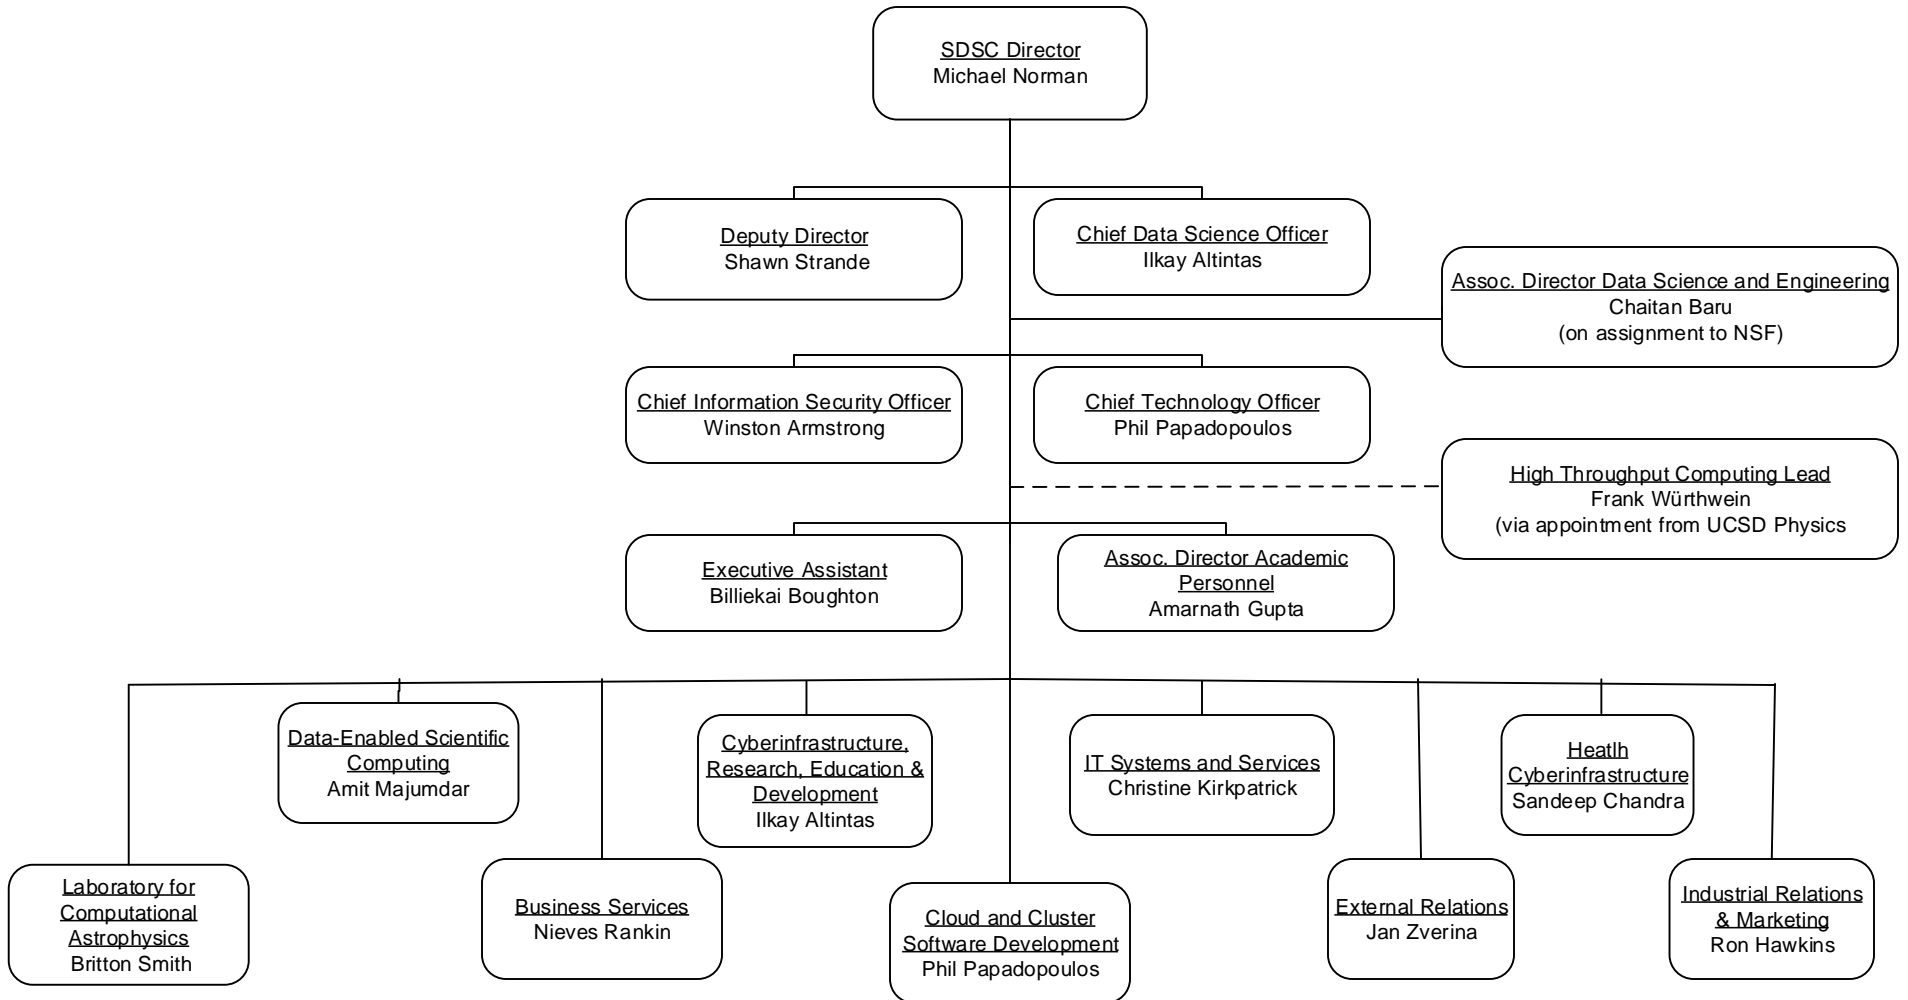 SDSC Director
Michael Norman
Deputy Director
Shawn Strande
Chief Data Science Officer
Ilkay Altintas
Assoc. Director Data Science and Engineering
Chaitan Baru
(on assignment to NSF)
Chief Information Security Officer
Winston Armstrong
Chief Technology Officer
Phil Papadopoulos
High Throughput Computing Lead
Frank Würthwein
(via appointment from UCSD Physics
Executive Assistant
Billiekai Boughton
Assoc. Director Academic
Personnel
Amarnath Gupta
Data-Enabled Scientific
Computing
Amit Majumdar
Cyberinfrastructure,
Research, Education &
Development
Ilkay Altintas
IT Systems and Services
Christine Kirkpatrick
Heatlh
Cyberinfrastructure
Sandeep Chandra
Laboratory for
Computational
Astrophysics
Britton Smith
Business Services
Nieves Rankin
Cloud and Cluster
Software Development
Phil Papadopoulos
External Relations
Jan Zverina
Industrial Relations
& Marketing
Ron Hawkins